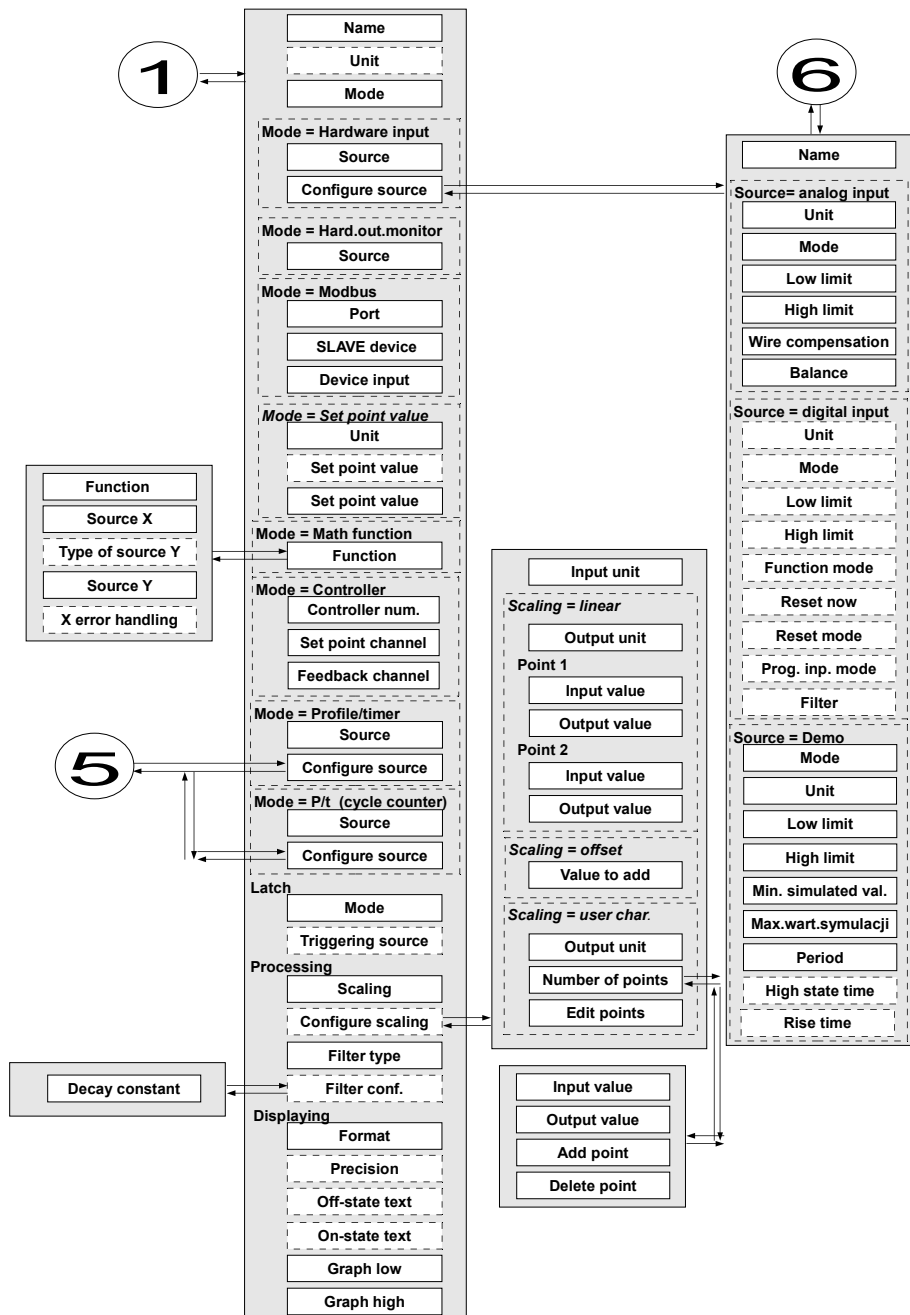 1
Name
Unit
Mode
Mode = Hardware input
Source
Configure source
Mode = Hard.out.monitor
Source
Mode = Modbus
Port
SLAVE device
Device input
Mode = Set point value
Unit
Set point value
Set point value
Mode = Math function
Function
Mode = Controller
Controller num.
Set point channel
Feedback channel
Mode = Profile/timer
Source
Configure source
Mode = P/t (cycle counter)
Source
Configure source
Latch
Mode
Triggering source
Processing
Scaling
Configure scaling
Filter type
Filter conf.
Displaying
Format
Precision
Off-state text
On-state text
Graph low
Graph high
Function
Source X
Type of source Y
Source Y
X error handling
5
Decay constant
Input unit
Scaling = linear
Output unit
Point 1
Input value
Output value
Point 2
Input value
Output value
Scaling = offset
Value to add
Scaling = user char.
Output unit
Number of points
Edit points
Input value
Output value
Add point
Delete point
6
Name
Source= analog input
Unit
Mode
Low limit
High limit
Wire compensation
Balance
Source = digital input
Unit
Mode
Low limit
High limit
Function mode
Reset now
Reset mode
Prog. inp. mode
Filter
Source = Demo
Mode
Unit
Low limit
High limit
Min. simulated val.
Max.wart.symulacji
Period
High state time
Rise time